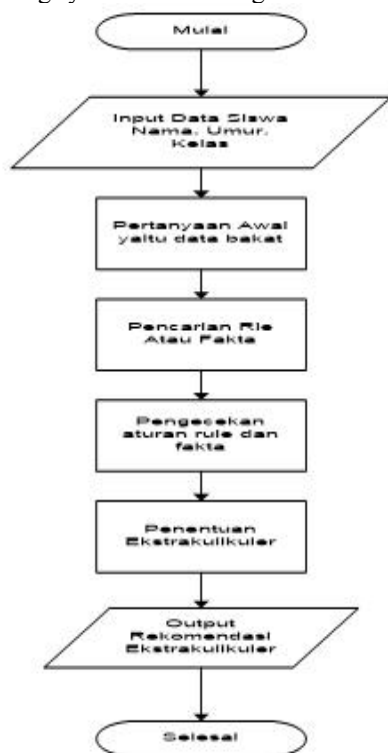 Mulai
Input Data Siswa
Nama, Umur,
Kelas
Pertanyaan Awal
yaitu data bakat
Pencarian Rle
Atau Fakta
Pengecekan
aturan rule dan
fakta
Penentuan
Ekstrakulikuler
Output
Rekomendasi
Ekstrakulikuler
Selesai